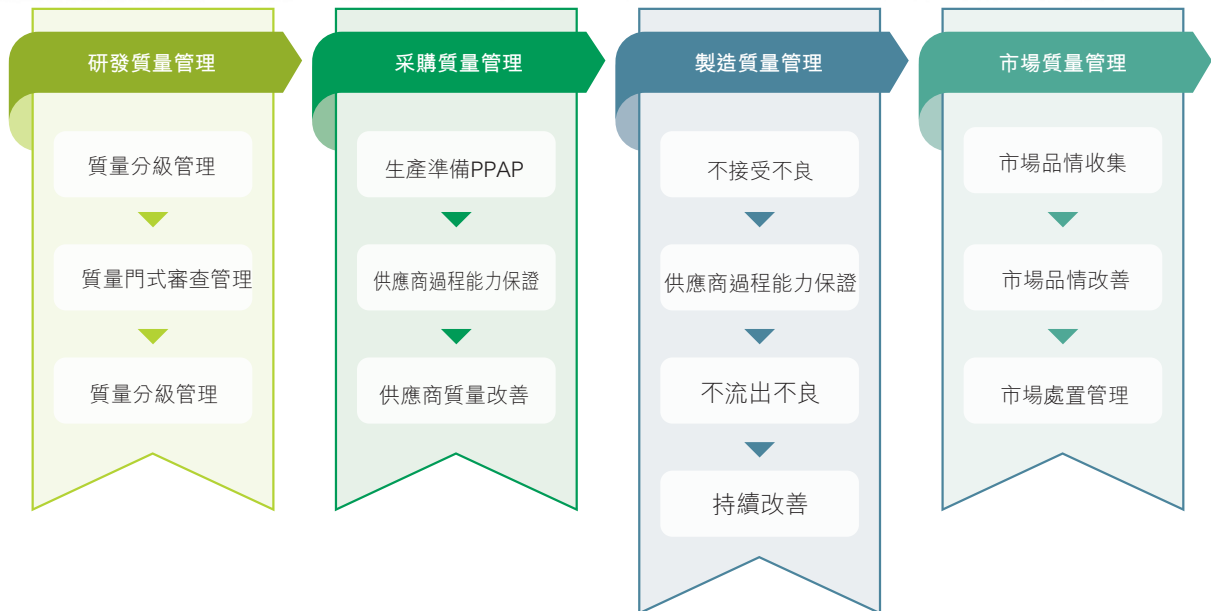 研發質量管理
質量分級管理
質量門式審查管理
質量分級管理
采購質量管理
生產準備PPAP
供應商過程能力保證
供應商質量改善
製造質量管理
不接受不良
供應商過程能力保證
不流出不良
持續改善
市場質量管理
市場品情收集
市場品情改善
市場處置管理